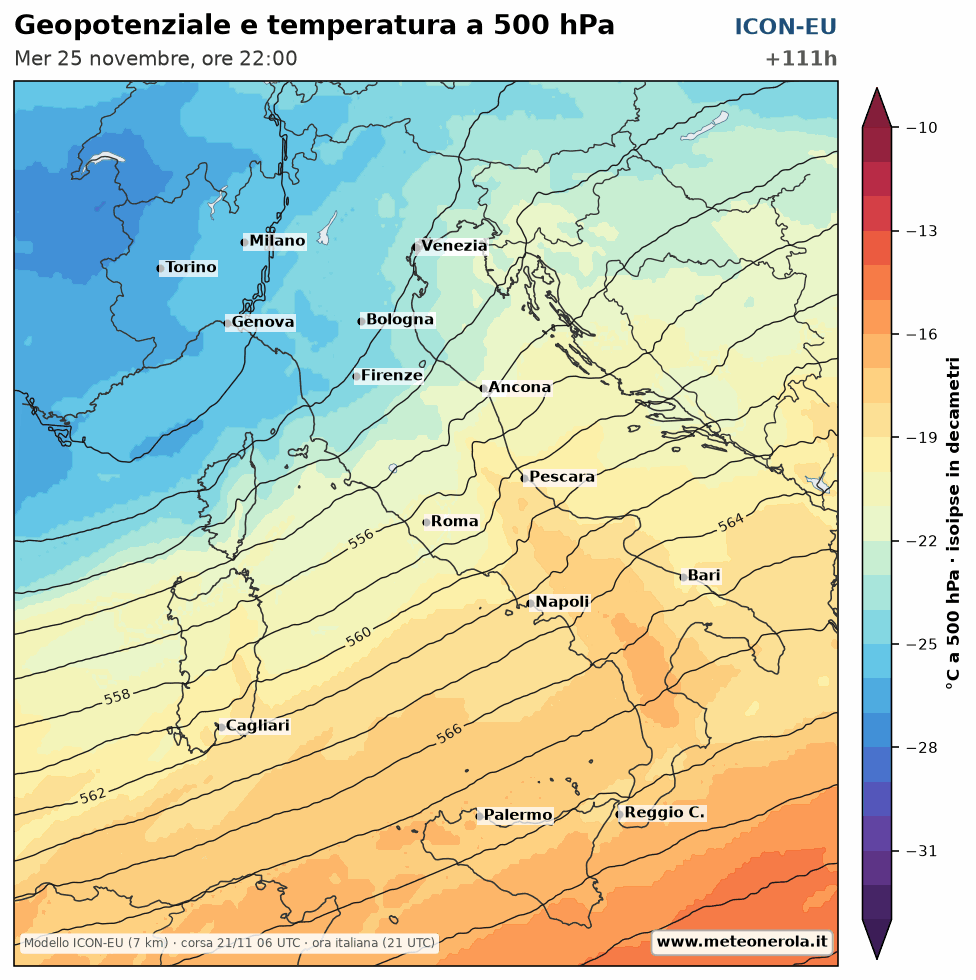 Geopotenziale e temperatura a 500 hPa
ICON-EU
Mer 25 novembre, ore 22:00
+111h
−10
−13
−16
−19
−22
−25
−28
−31
°C a 500 hPa · isoipse in decametri
Milano
Venezia
Torino
Genova
Bologna
Firenze
Ancona
Pescara
Roma
556
564
Bari
Napoli
560
558
Cagliari
566
562
Palermo
Reggio C.
Modello ICON-EU (7 km) · corsa 21/11 06 UTC · ora italiana (21 UTC)
www.meteonerola.it